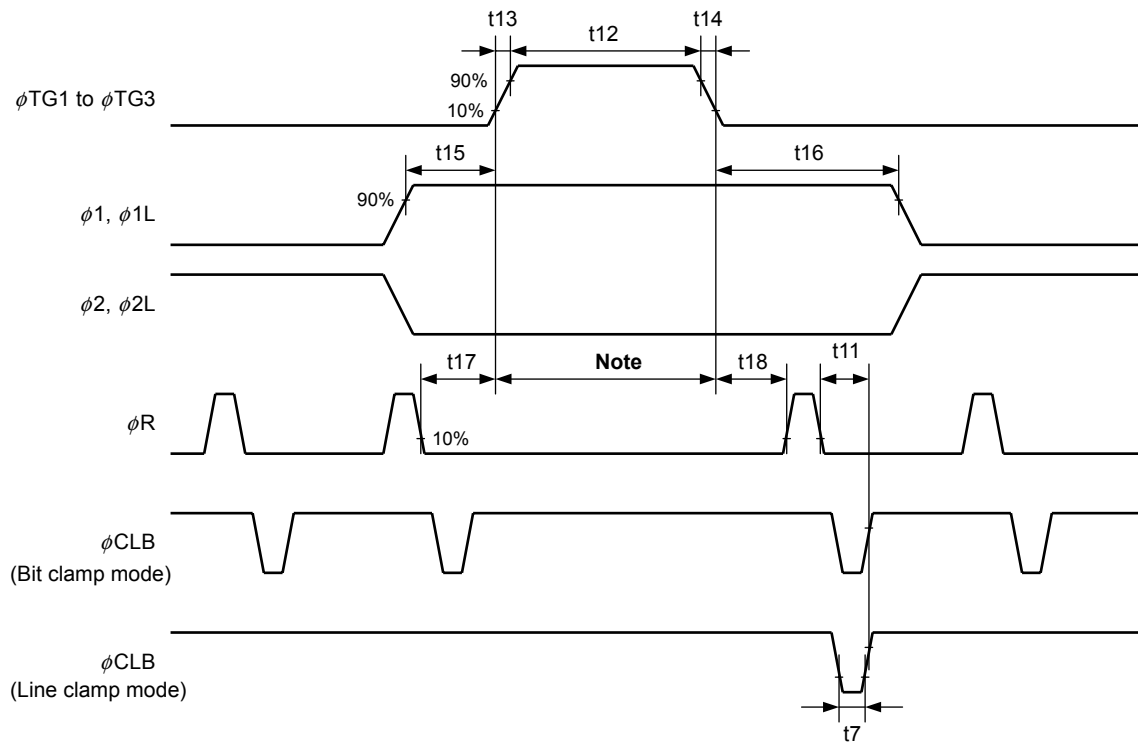 t13
t12
t14
90%
ϕTG1 to ϕTG3
10%
t15
t16
90%
ϕ1, ϕ1L
ϕ2, ϕ2L
t17
Note
t18
t11
ϕR
10%
ϕCLB
(Bit clamp mode)
ϕCLB
(Line clamp mode)
t7